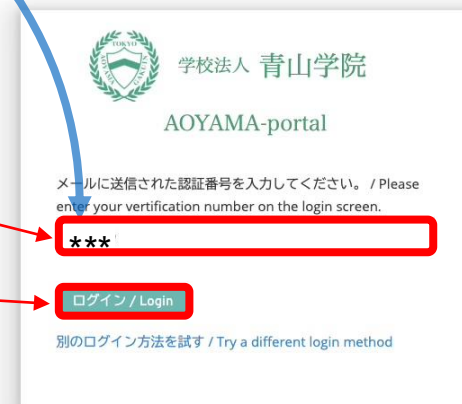 TOKYO
AOYAMA GAKUIN
学校法人 青山学院
AOYAMA-portal
メールに送信された認証番号を入力してください。 / Please
enter your vertification number on the login screen.
***
ログイン / Login
別のログイン方法を試す / Try a different login method